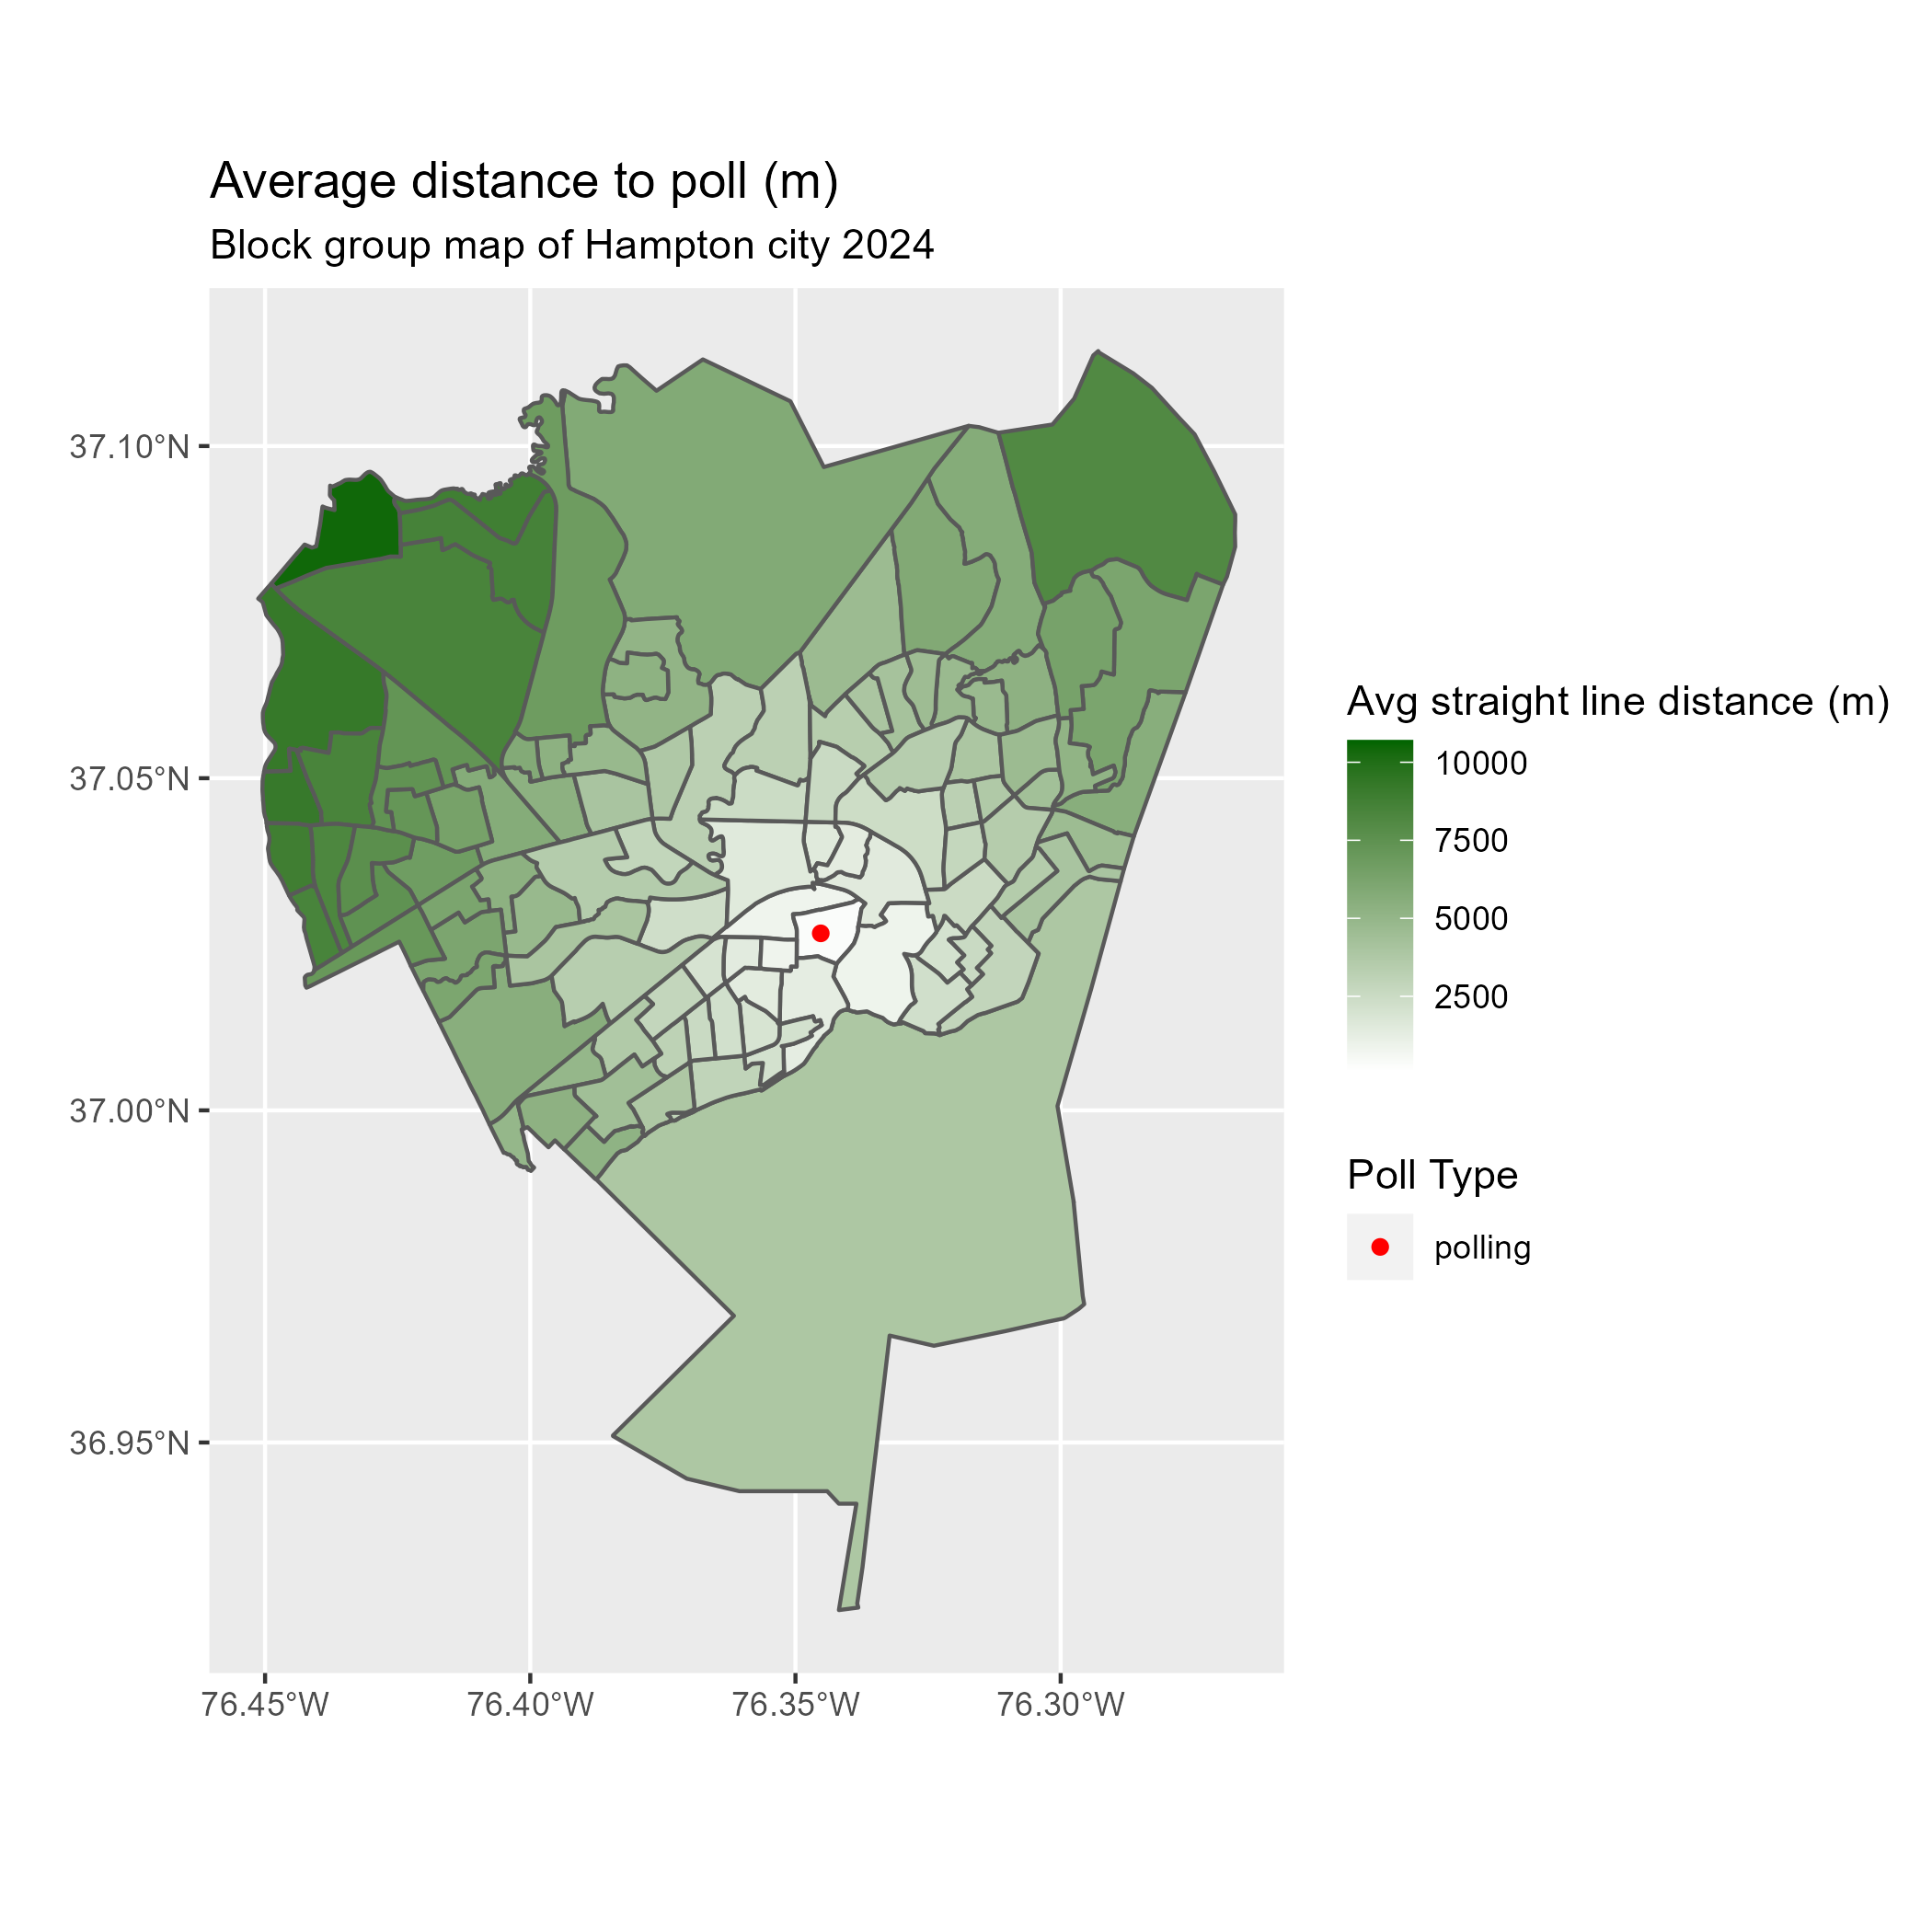 Average distance to poll (m)
Block group map of Hampton city 2024
37.10°N
37.05°N
37.00°N
36.95°N
76.45°W
76.40°W
76.35°W
76.30°W
Avg straight line distance (m)
10000
7500
5000
2500
Poll Type
polling